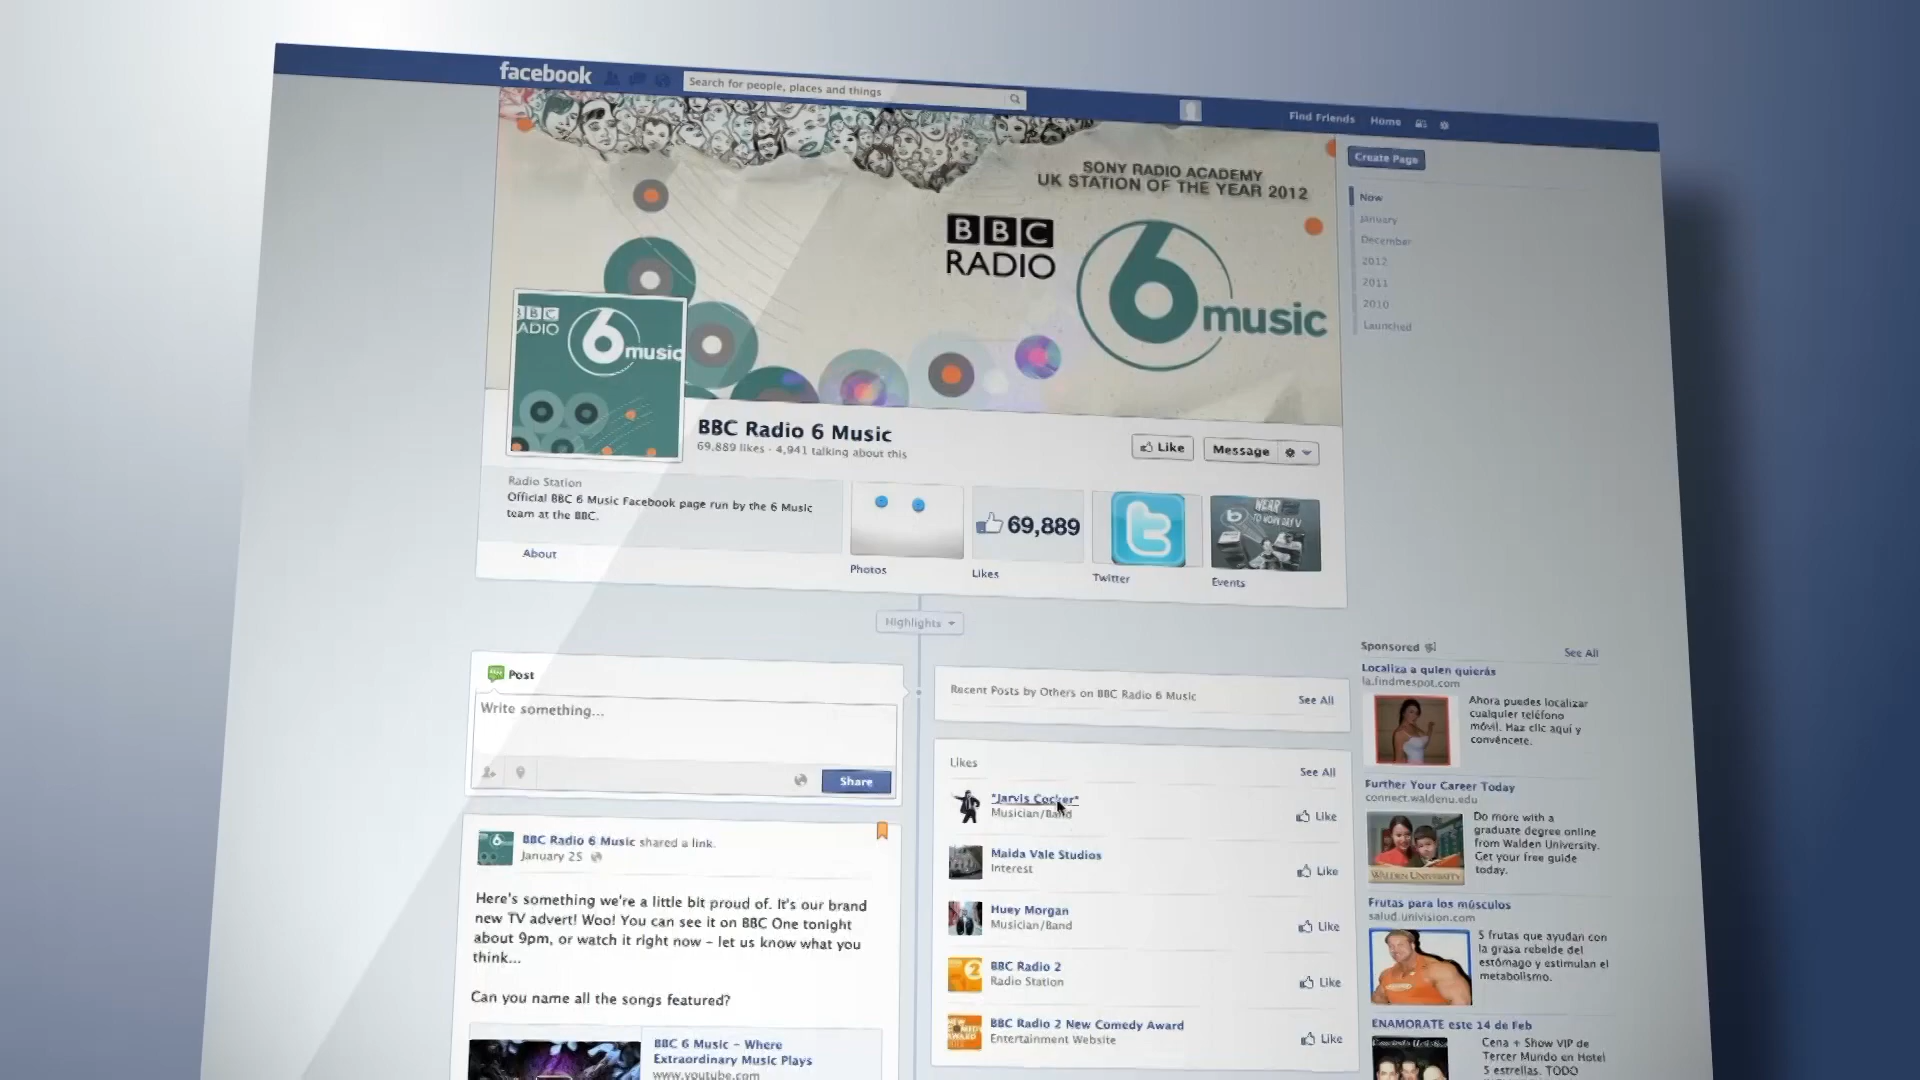 facebook
Search for people, places and things
Find Friends
Home
Create Page
Now
January
December
2012
2011
2010
Launched
SONY RADIO ACADEMY
UK STATION OF THE YEAR 2012
BBC
RADIO
6
music
BBC
ADIO
6
music
BBC Radio 6 Music
69,889 likes · 4,941 talking about this
Like
Message
Radio Station
Official BBC 6 Music Facebook page run by the 6 Music
team at the BBC.
About
Photos
69,889
Likes
Twitter
Events
Highlights
Post
Write something...
Share
BBC Radio 6 Music shared a link.
January 25
Here's something we're a little bit proud of. It's our brand
new TV advert! Woo! You can see it on BBC One tonight
about 9pm, or watch it right now – let us know what you
think...
Can you name all the songs featured?
BBC 6 Music – Where
Extraordinary Music Plays
www.youtube.com
Recent Posts by Others on BBC Radio 6 Music
See All
Likes
See All
*Jarvis Cocker*
Musician/Band
Like
Maida Vale Studios
Interest
Like
Huey Morgan
Musician/Band
Like
2
BBC Radio 2
Radio Station
Like
BBC Radio 2 New Comedy Award
Entertainment Website
Like
Sponsored
See All
Localiza a quien quierás
la.findmespot.com
Ahora puedes localizar
cualquier teléfono
móvil. Haz clic aquí y
convéncete.
Further Your Career Today
connect.waldenu.edu
WALDEN UNIVERSITY
Do more with a
graduate degree online
from Walden University.
Get your free guide
today.
Frutas para los músculos
salud.univision.com
5 frutas que ayudan con
la grasa rebelde del
estómago y estimulan el
metabolismo.
ENAMORATE este 14 de Feb
Cena + Show VIP de
Tercer Mundo en Hotel
5 estrellas. TODO